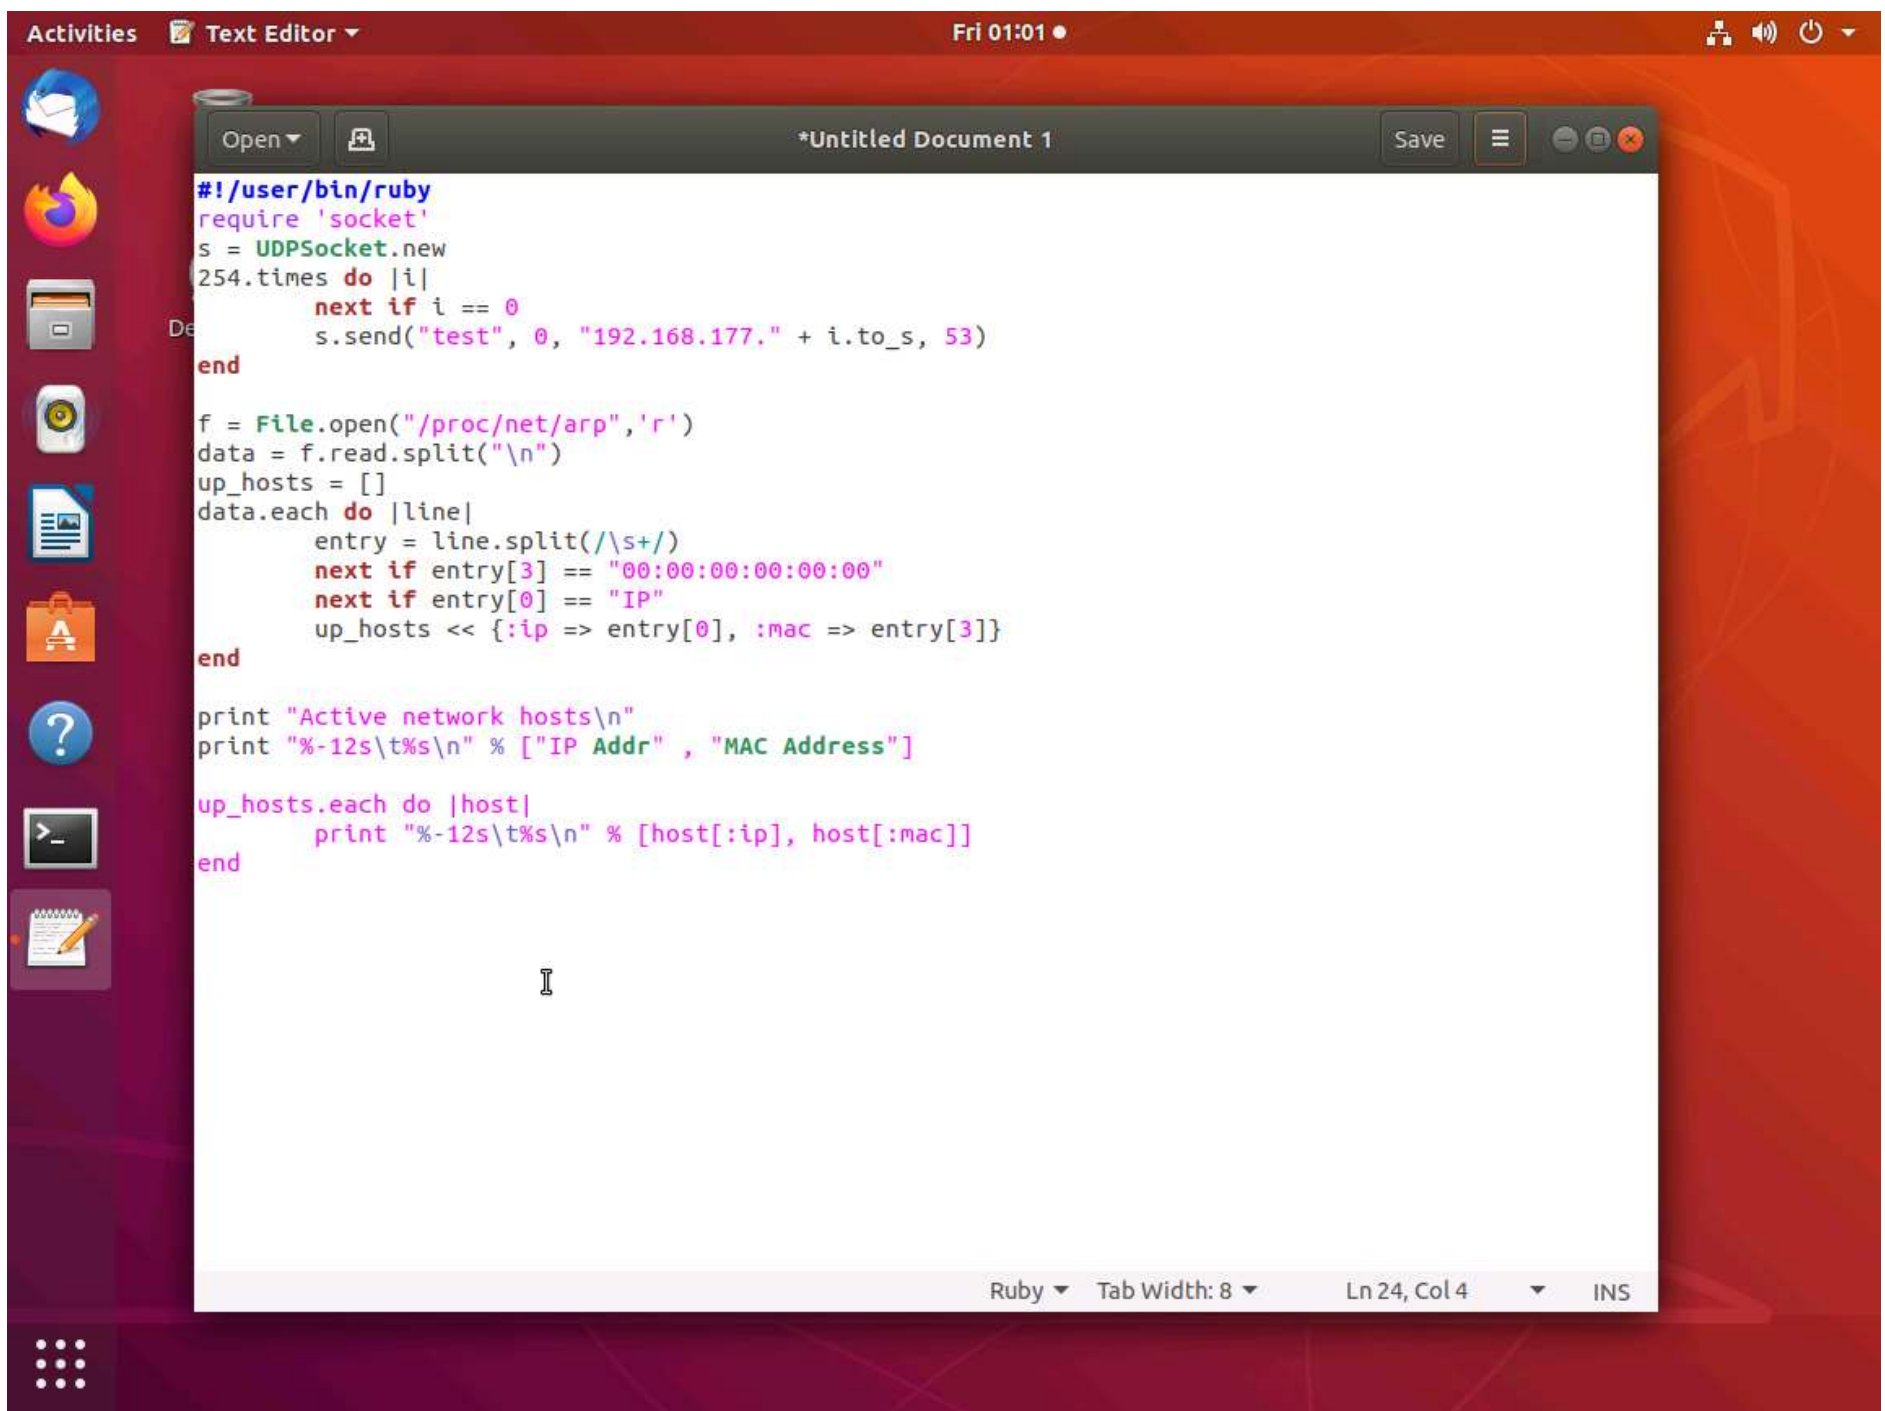 Activities Text Editor Fri 01:01
De
Open *Untitled Document 1 Save
#!/user/bin/ruby
require 'socket'
s = UDPSocket.new
254.times do |i|
        next if i == 0
        s.send("test", 0, "192.168.177." + i.to_s, 53)
end

f = File.open("/proc/net/arp",'r')
data = f.read.split("\n")
up_hosts = []
data.each do |line|
        entry = line.split(/\s+/)
        next if entry[3] == "00:00:00:00:00:00"
        next if entry[0] == "IP"
        up_hosts << {:ip => entry[0], :mac => entry[3]}
end

print "Active network hosts\n"
print "%-12s\t%s\n" % ["IP Addr" , "MAC Address"]

up_hosts.each do |host|
        print "%-12s\t%s\n" % [host[:ip], host[:mac]]
end
Ruby Tab Width: 8 Ln 24, Col 4 INS